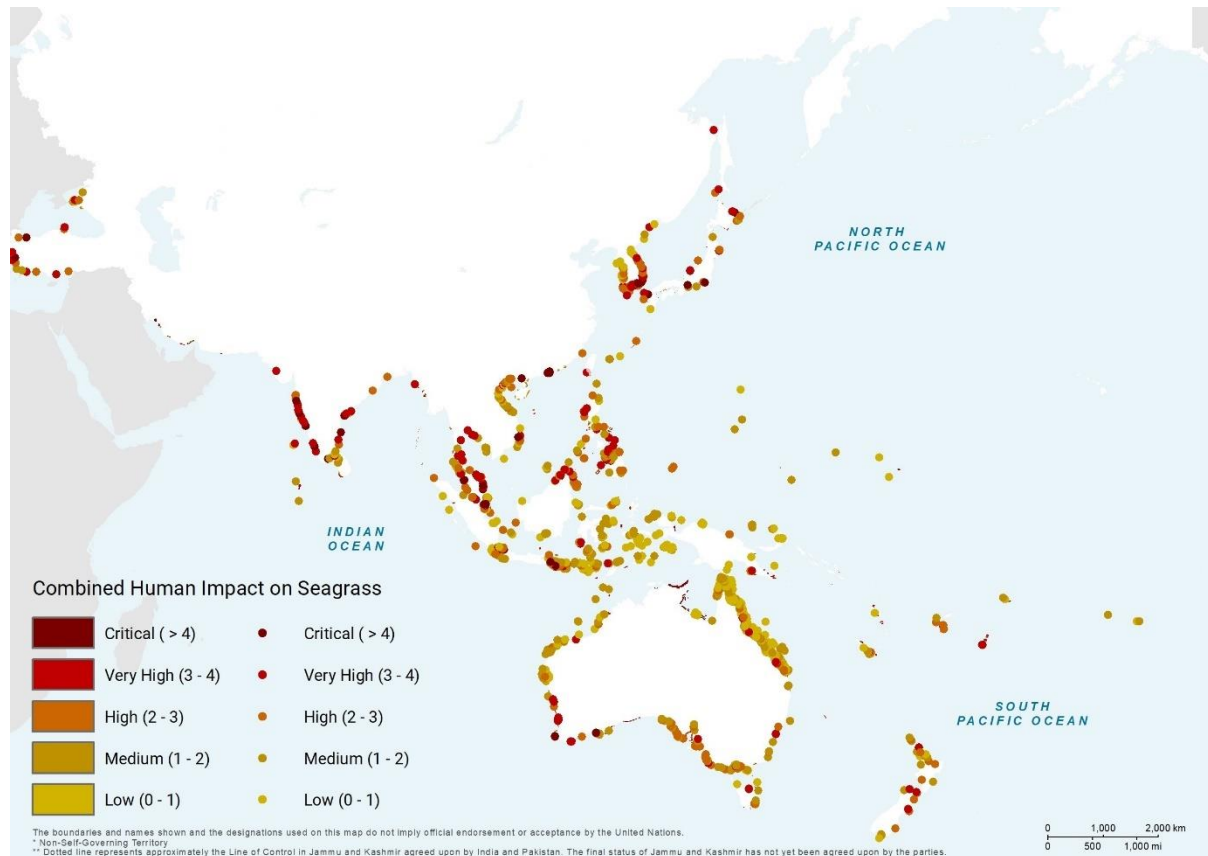 NORTH
PACIFIC OCEAN
INDIAN
OCEAN
Combined Human Impact on Seagrass
Critical ( > 4) Critical ( > 4)
Very High (3 - 4) Very High (3 - 4)
High (2 - 3) High (2 - 3)
Medium (1 - 2) Medium (1 - 2)
Low (0 - 1) Low (0 - 1)
SOUTH
PACIFIC OCEAN
The boundaries and names shown and the designations used on this map do not imply official endorsement or acceptance by the United Nations.
* Non-Self-Governing Territory
** Dotted line represents approximately the Line of Control in Jammu and Kashmir agreed upon by India and Pakistan. The final status of Jammu and Kashmir has not yet been agreed upon by the parties.
0 1,000 2,000 km
0 500 1,000 mi